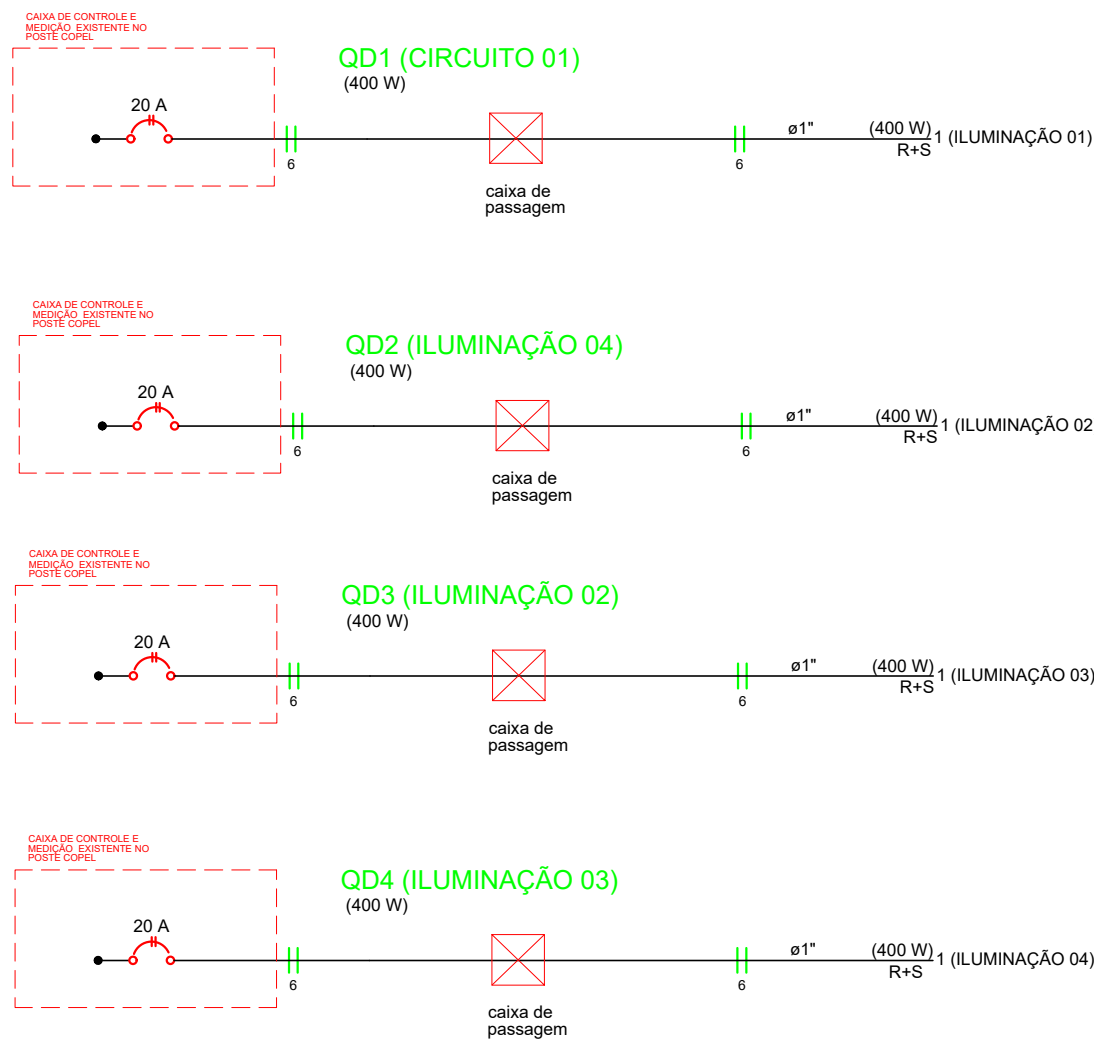 CAIXA DE CONTROLE E
MEDIÇÃO EXISTENTE NO
POSTE COPEL
QD1 (CIRCUITO 01)
(400 W)
20 A
6
caixa de
passagem
6
ø1"
(400 W)
R+S
1 (ILUMINAÇÃO 01)
CAIXA DE CONTROLE E
MEDIÇÃO EXISTENTE NO
POSTE COPEL
QD2 (ILUMINAÇÃO 04)
(400 W)
20 A
6
caixa de
passagem
6
ø1"
(400 W)
R+S
1 (ILUMINAÇÃO 02
CAIXA DE CONTROLE E
MEDIÇÃO EXISTENTE NO
POSTE COPEL
QD3 (ILUMINAÇÃO 02)
(400 W)
20 A
6
caixa de
passagem
6
ø1"
(400 W)
R+S
1 (ILUMINAÇÃO 03)
CAIXA DE CONTROLE E
MEDIÇÃO EXISTENTE NO
POSTE COPEL
QD4 (ILUMINAÇÃO 03)
(400 W)
20 A
6
caixa de
passagem
6
ø1"
(400 W)
R+S
1 (ILUMINAÇÃO 04)